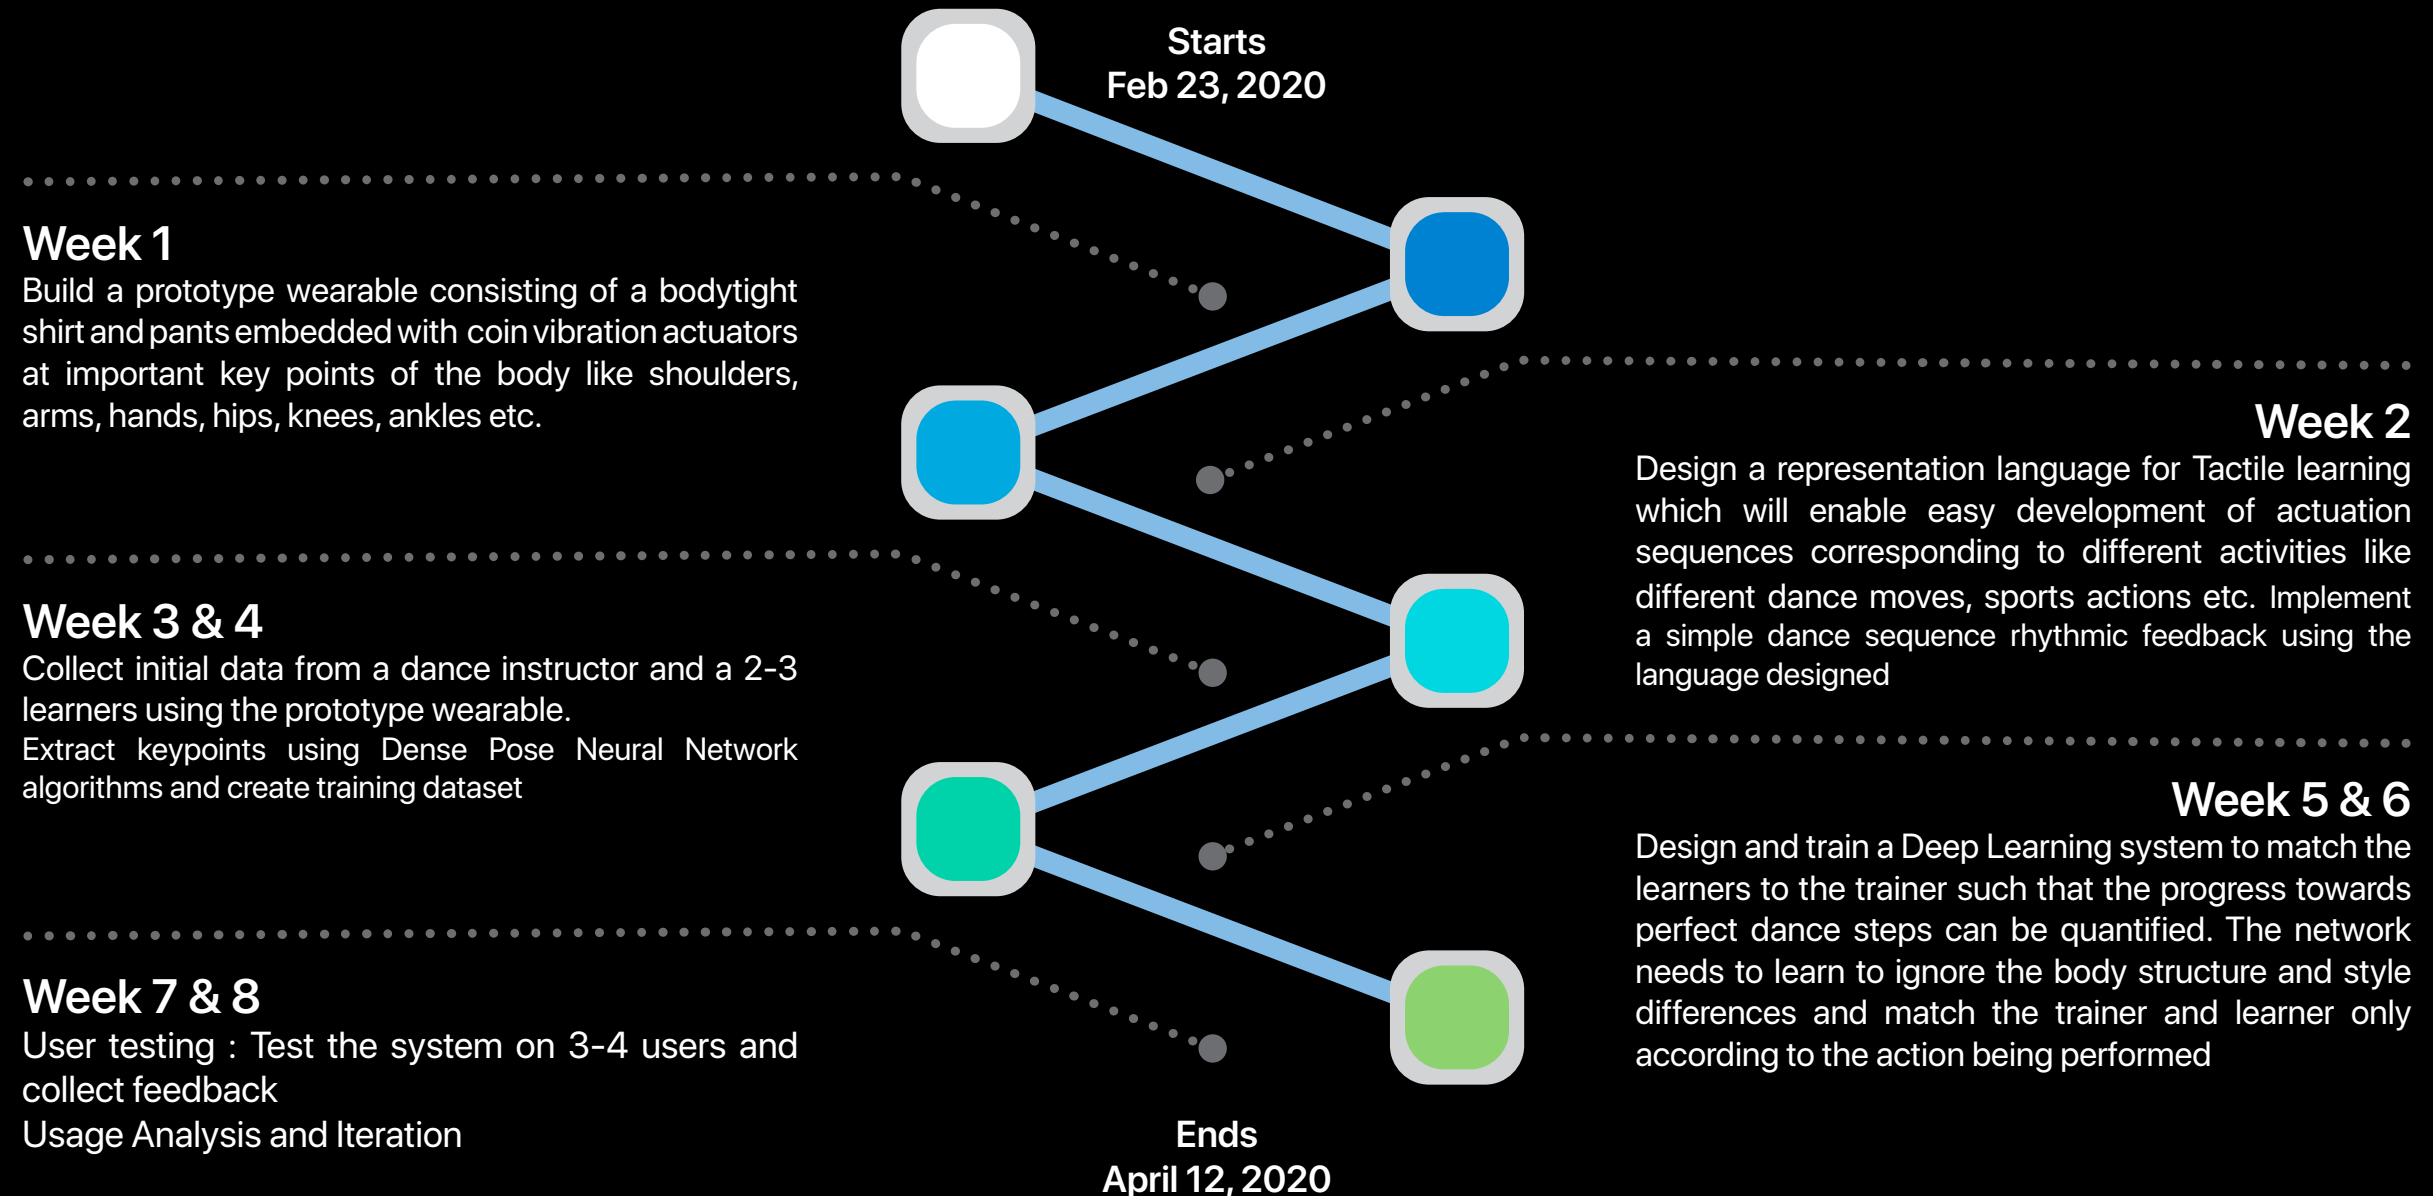 Starts
Feb 23, 2020
Week 1
Build a prototype wearable consisting of a bodytight
shirt and pants embedded with coin vibration actuators
at important key points of the body like shoulders,
arms, hands, hips, knees, ankles etc.
Week 2
Design a representation language for Tactile learning
which will enable easy development of actuation
sequences corresponding to different activities like
different dance moves, sports actions etc. Implement
a simple dance sequence rhythmic feedback using the
language designed
Week 3 & 4
Collect initial data from a dance instructor and a 2-3
learners using the prototype wearable.
Extract keypoints using Dense Pose Neural Network
algorithms and create training dataset
Week 5 & 6
Design and train a Deep Learning system to match the
learners to the trainer such that the progress towards
perfect dance steps can be quantified. The network
needs to learn to ignore the body structure and style
differences and match the trainer and learner only
according to the action being performed
Week 7 & 8
User testing : Test the system on 3-4 users and
collect feedback
Usage Analysis and Iteration
Ends
April 12, 2020